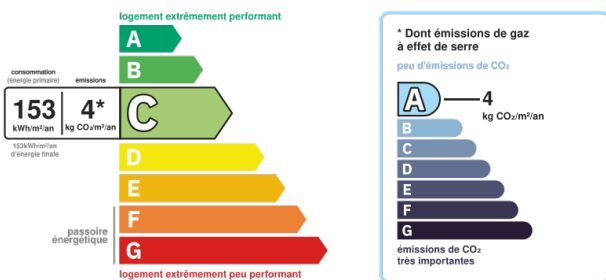 logement extrêmement performant
consommation
(énergie primaire)
émissions
153
kWh/m²/an
4*
kg CO₂/m²/an
153kWh/m²/an
d'énergie finale
A
B
C
D
E
F
G
passoire
énergétique
logement extrêmement peu performant
* Dont émissions de gaz
à effet de serre
peu d'émissions de CO₂
A
4
kg CO₂/m²/an
B
C
D
E
F
G
émissions de CO₂
très importantes